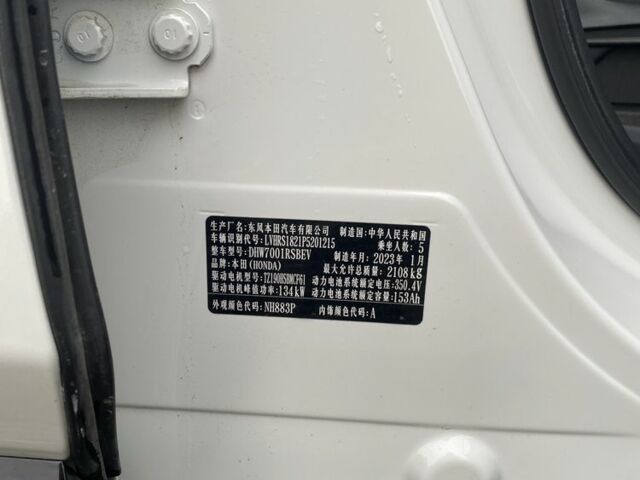 生产厂名:东风本田汽车有限公司 制造国:中华人民共和国
车辆识别代号:LVHRS1821P5201215 乘坐人数:5
整车型号:DHW7001RSBEV 制造年月:2023年1月
品牌:本田(HONDA) 最大允许总质量:2108kg
驱动电机型号:TZ190HSBMCF61 动力电池系统额定电压:350.4V
驱动电机峰值功率:134kW 动力电池系统额定容量:153Ah
外观颜色代码:NH883P 内饰颜色代码:A
10
10